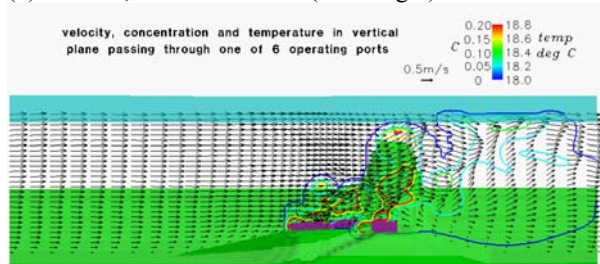 velocity, concentration and temperature in vertical
plane passing through one of 6 operating ports
0.20 18.8
0.15 18.6 temp
C 0.10 18.4 deg C
0.05 18.2
0 18.0
0.5m/s